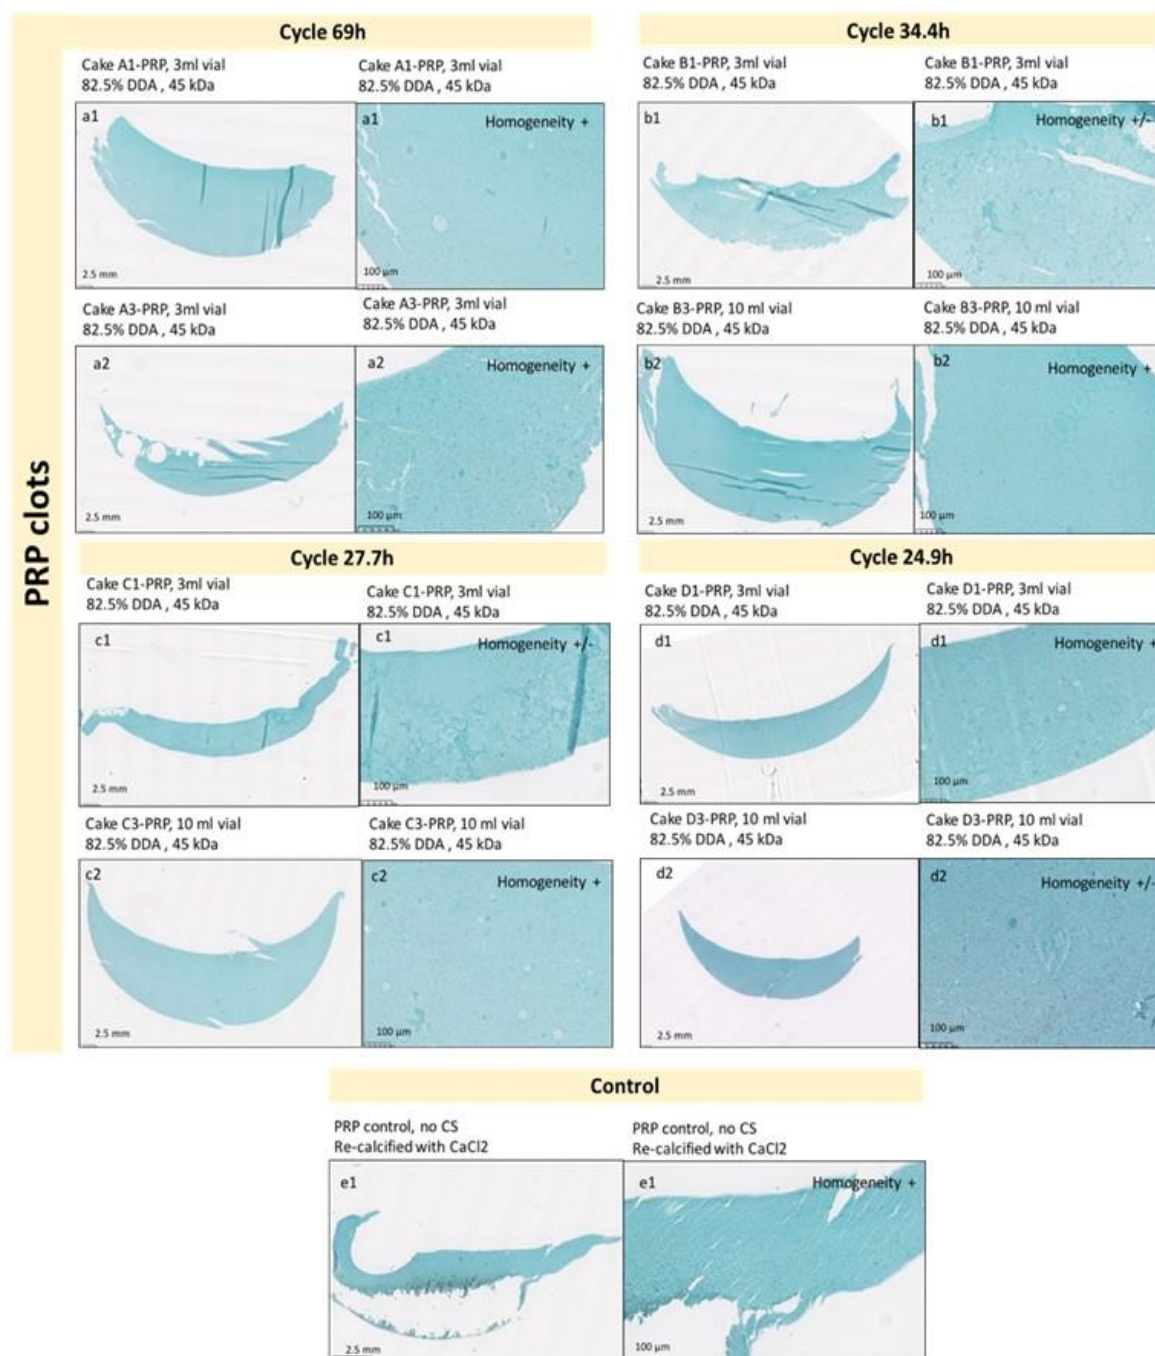 PRP clots
Cycle 69h
Cake A1-PRP, 3ml vial
82.5% DDA , 45 kDa
Cake A1-PRP, 3ml vial
82.5% DDA , 45 kDa
a1
2.5 mm
a1
Homogeneity +
100 µm
Cake A3-PRP, 3ml vial
82.5% DDA , 45 kDa
Cake A3-PRP, 3ml vial
82.5% DDA , 45 kDa
a2
2.5 mm
a2
Homogeneity +
100 µm
Cycle 34.4h
Cake B1-PRP, 3ml vial
82.5% DDA , 45 kDa
Cake B1-PRP, 3ml vial
82.5% DDA , 45 kDa
b1
2.5 mm
b1
Homogeneity +/-
100 µm
Cake B3-PRP, 10 ml vial
82.5% DDA , 45 kDa
Cake B3-PRP, 10 ml vial
82.5% DDA , 45 kDa
b2
2.5 mm
b2
Homogeneity +
100 µm
Cycle 27.7h
Cake C1-PRP, 3ml vial
82.5% DDA , 45 kDa
Cake C1-PRP, 3ml vial
82.5% DDA , 45 kDa
c1
2.5 mm
c1
Homogeneity +/-
100 µm
Cake C3-PRP, 10 ml vial
82.5% DDA , 45 kDa
Cake C3-PRP, 10 ml vial
82.5% DDA , 45 kDa
c2
2.5 mm
c2
Homogeneity +
100 µm
Cycle 24.9h
Cake D1-PRP, 3ml vial
82.5% DDA , 45 kDa
Cake D1-PRP, 3ml vial
82.5% DDA , 45 kDa
d1
2.5 mm
d1
Homogeneity +
100 µm
Cake D3-PRP, 10 ml vial
82.5% DDA , 45 kDa
Cake D3-PRP, 10 ml vial
82.5% DDA , 45 kDa
d2
2.5 mm
d2
Homogeneity +/-
100 µm
Control
PRP control, no CS
Re-calcified with CaCl2
PRP control, no CS
Re-calcified with CaCl2
e1
2.5 mm
e1
Homogeneity +
100 µm